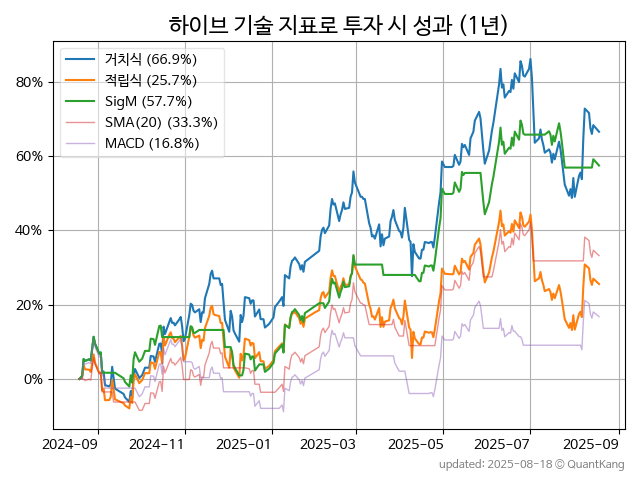 하이브 기술 지표로 투자 시 성과 (1년)
거치식 (66.9%)
적립식 (25.7%)
SigM (57.7%)
SMA(20) (33.3%)
MACD (16.8%)
80%
60%
40%
20%
0%
2024-09 2024-11 2025-01 2025-03 2025-05 2025-07 2025-09
updated: 2025-08-18 © QuantKang